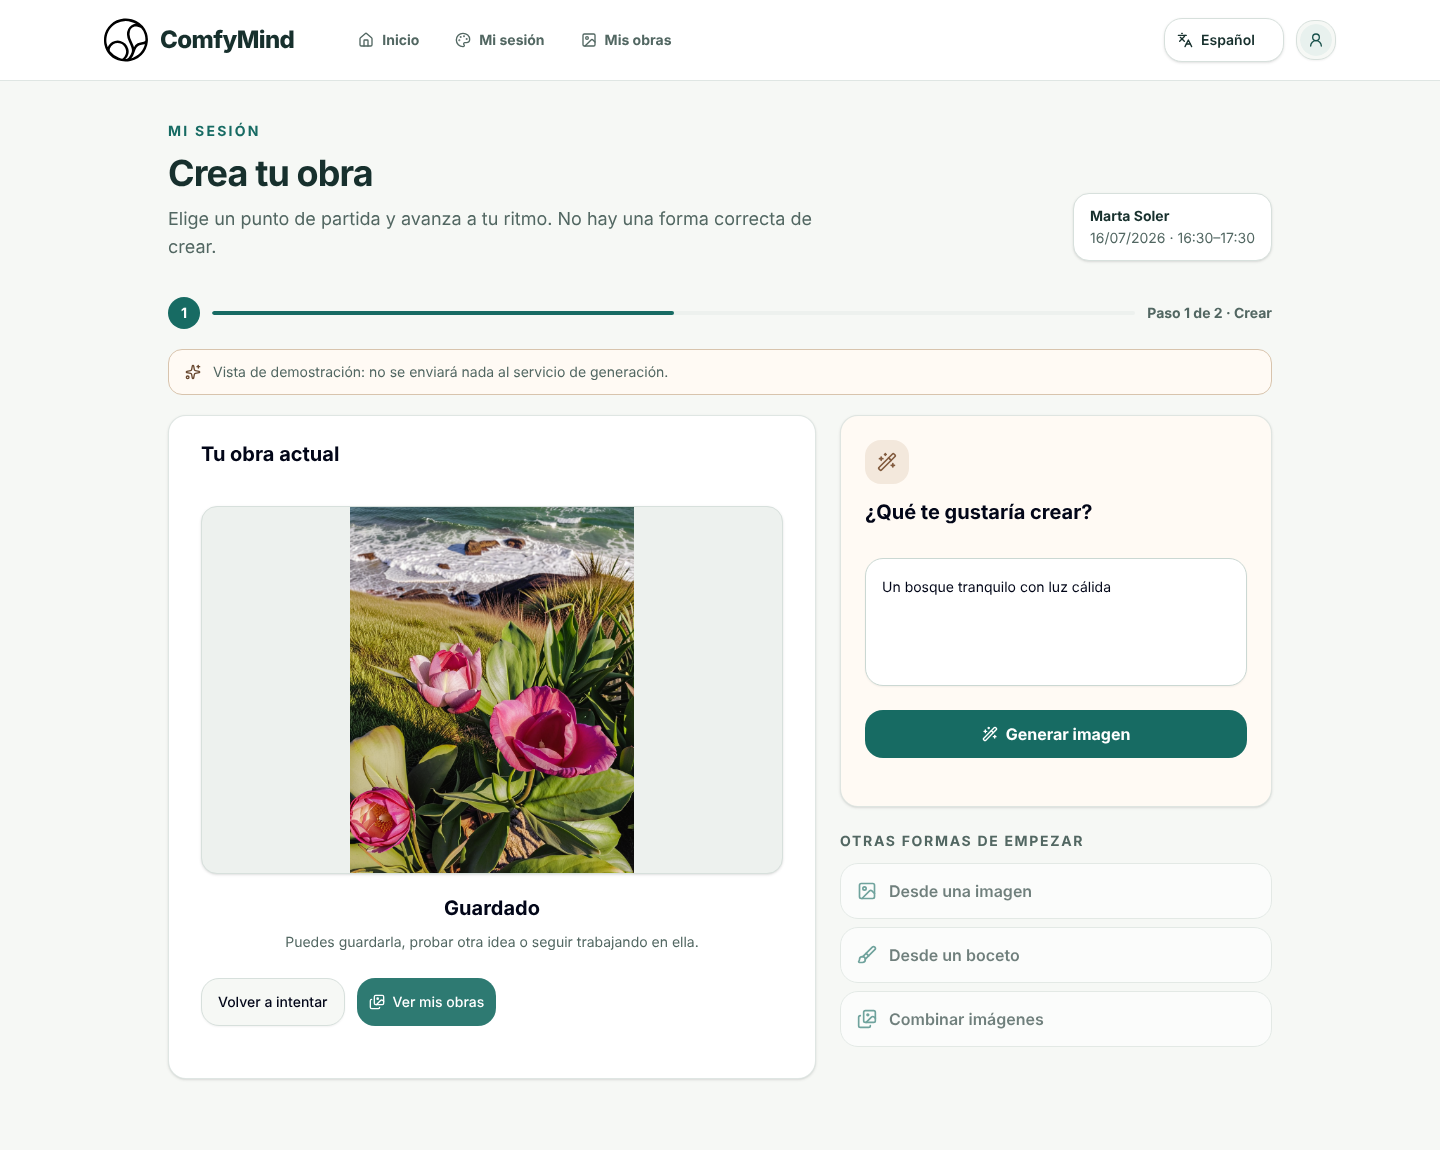 ComfyMind
Inicio
Mi sesión
Mis obras
Español
MI SESIÓN
Crea tu obra
Elige un punto de partida y avanza a tu ritmo. No hay una forma correcta de
crear.
Marta Soler
16/07/2026 · 16:30–17:30
1
Paso 1 de 2 · Crear
Vista de demostración: no se enviará nada al servicio de generación.
Tu obra actual
Guardado
Puedes guardarla, probar otra idea o seguir trabajando en ella.
Volver a intentar
Ver mis obras
¿Qué te gustaría crear?
Un bosque tranquilo con luz cálida
Generar imagen
OTRAS FORMAS DE EMPEZAR
Desde una imagen
Desde un boceto
Combinar imágenes